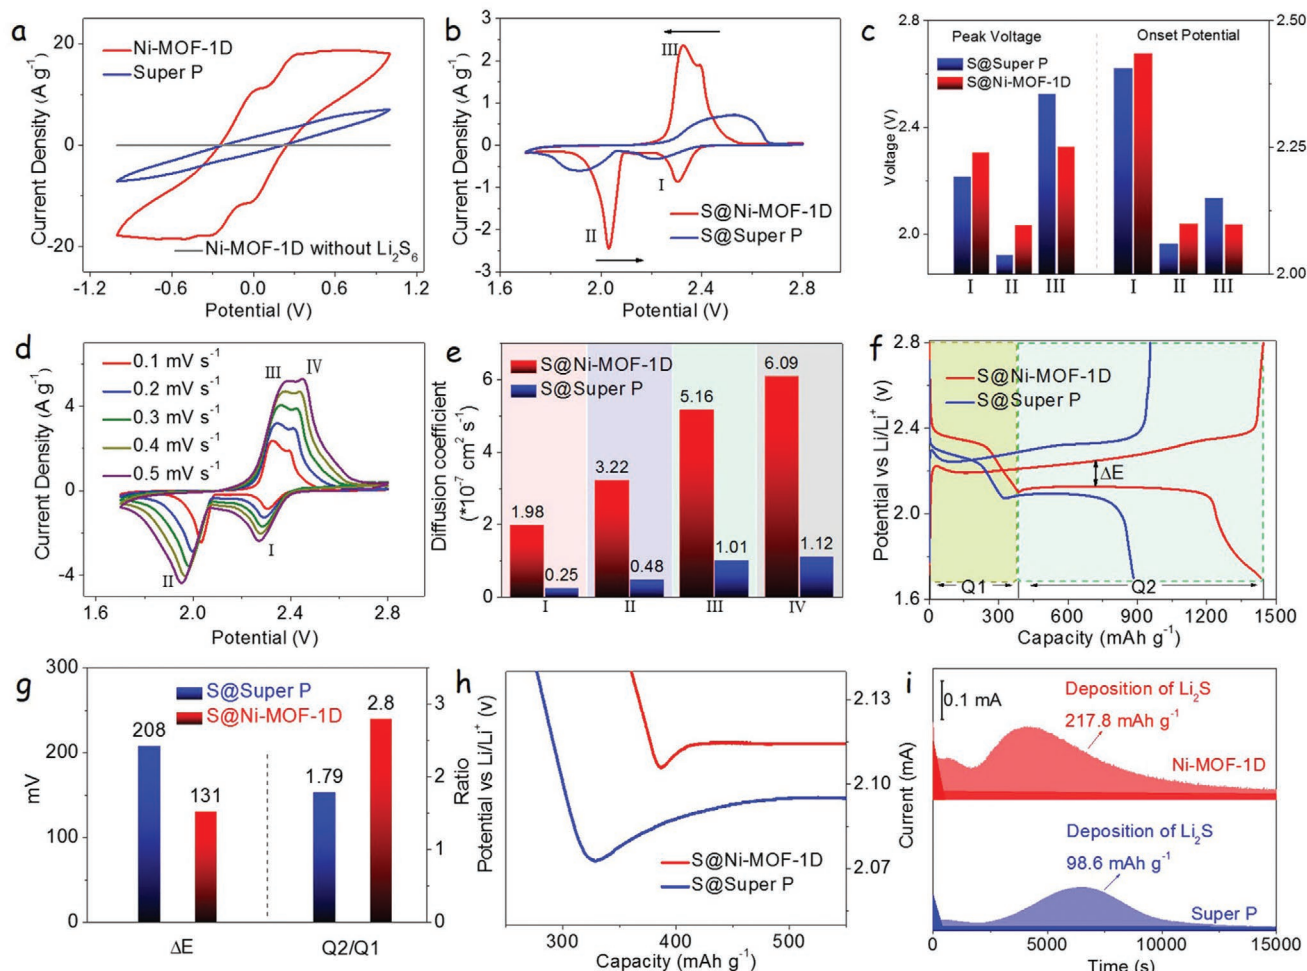 a
Ni-MOF-1D
Super P
Ni-MOF-1D without Li₂S₆
Current Density (A g⁻¹)
20
0
-20
-1.2 -0.6 0.0 0.6 1.2
Potential (V)
b
III
I
II
S@Ni-MOF-1D
S@Super P
Current Density (A g⁻¹)
3
2
1
0
-1
-2
-3
1.6 2.0 2.4 2.8
Potential (V)
c
Peak Voltage
Onset Potential
S@Super P
S@Ni-MOF-1D
Voltage (V)
2.8
2.4
2.0
2.50
2.25
2.00
I II III I II III
d
0.1 mV s⁻¹
0.2 mV s⁻¹
0.3 mV s⁻¹
0.4 mV s⁻¹
0.5 mV s⁻¹
III IV
I
II
Current Density (A g⁻¹)
4
0
-4
1.6 2.0 2.4 2.8
Potential (V)
e
S@Ni-MOF-1D
S@Super P
Diffusion coefficient
(*10⁻⁷ cm² s⁻¹)
6
4
2
0
1.98
0.25
3.22
0.48
5.16
1.01
6.09
1.12
I II III IV
f
S@Ni-MOF-1D
S@Super P
ΔE
Q1 Q2
Potential vs Li/Li⁺ (v)
2.8
2.4
2.0
1.6
0 300 600 900 1200 1500
Capacity (mAh g⁻¹)
g
S@Super P
S@Ni-MOF-1D
208
131
1.79
2.8
mV
300
200
100
0
Ratio
3
2
1
0
ΔE Q2/Q1
h
S@Ni-MOF-1D
S@Super P
Potential vs Li/Li⁺ (v)
2.13
2.10
2.07
300 400 500
Capacity (mAh g⁻¹)
i
0.1 mA
Deposition of Li₂S
217.8 mAh g⁻¹
Ni-MOF-1D
Deposition of Li₂S
98.6 mAh g⁻¹
Super P
Current (mA)
0 5000 10000 15000
Time (s)